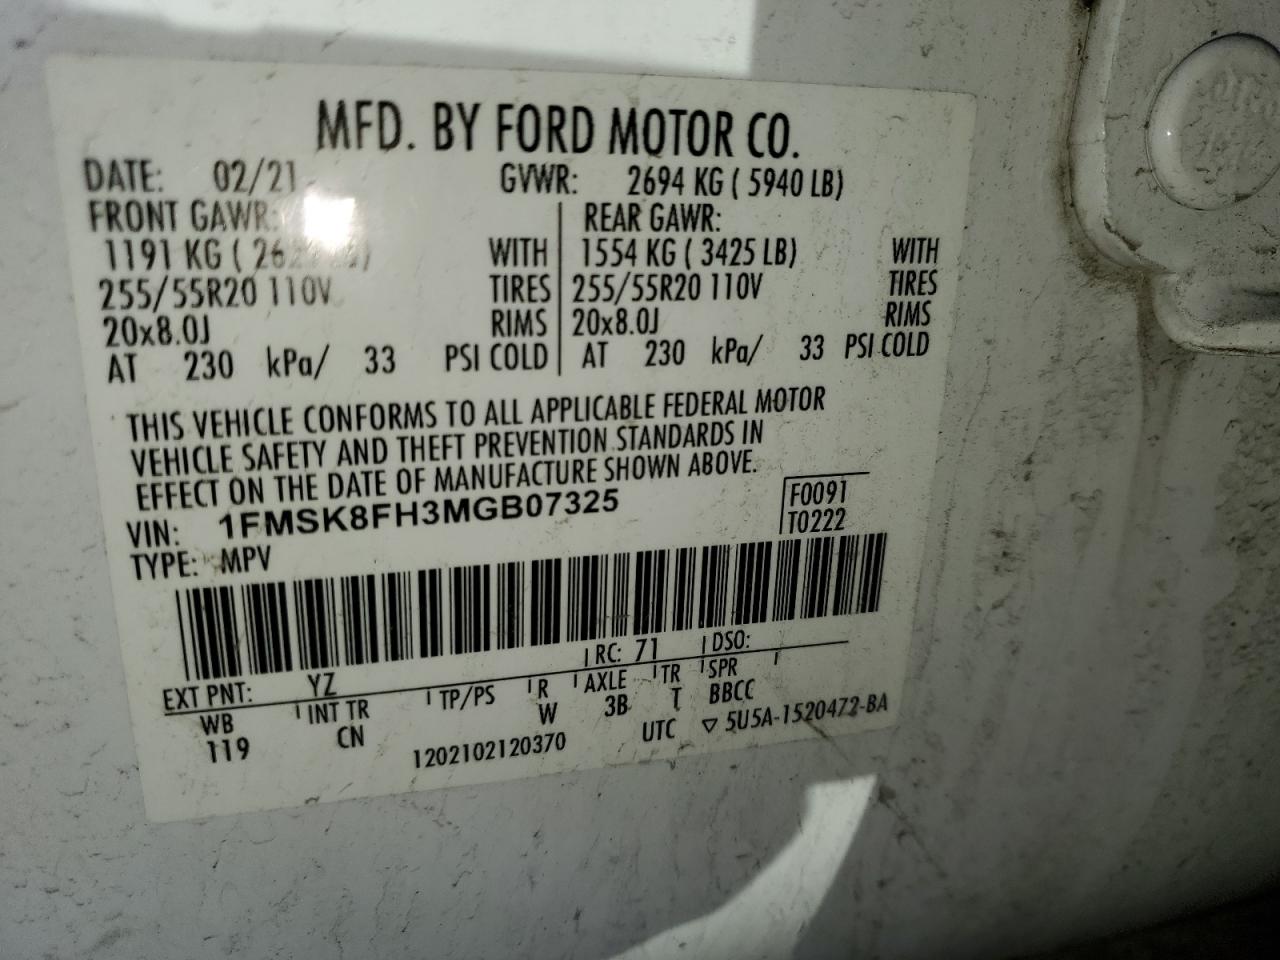 MFD. BY FORD MOTOR CO.
DATE: 02/21 GVWR: 2694 KG ( 5940 LB)
FRONT GAWR: REAR GAWR:
1191 KG ( WITH 1554 KG ( 3425 LB) WITH
255/55R20 110V TIRES 255/55R20 110V TIRES
20x8.0J RIMS 20x8.0J RIMS
AT 230 kPa/ 33 PSI COLD AT 230 kPa/ 33 PSI COLD
THIS VEHICLE CONFORMS TO ALL APPLICABLE FEDERAL MOTOR
VEHICLE SAFETY AND THEFT PREVENTION STANDARDS IN
EFFECT ON THE DATE OF MANUFACTURE SHOWN ABOVE.
VIN: 1FMSK8FH3MGB07325 F0091
TYPE: MPV T0222
EXT PNT: YZ RC: 71 DSO:
WB INT TR TP/PS R AXLE TR SPR
119 CN W 3B T BBCC
1202102120370 UTC ▽ 5U5A-1520472-BA